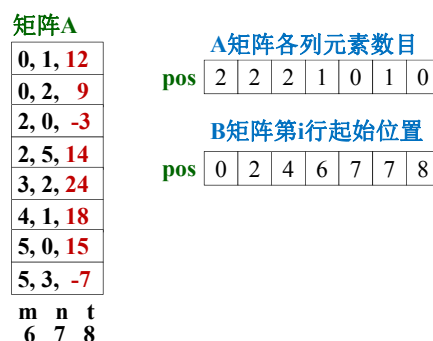 矩阵A
0, 1, 12
0, 2, 9
2, 0, -3
2, 5, 14
3, 2, 24
4, 1, 18
5, 0, 15
5, 3, -7
m n t
6 7 8
A矩阵各列元素数目
pos 2 2 2 1 0 1 0
B矩阵第i行起始位置
pos 0 2 4 6 7 7 8